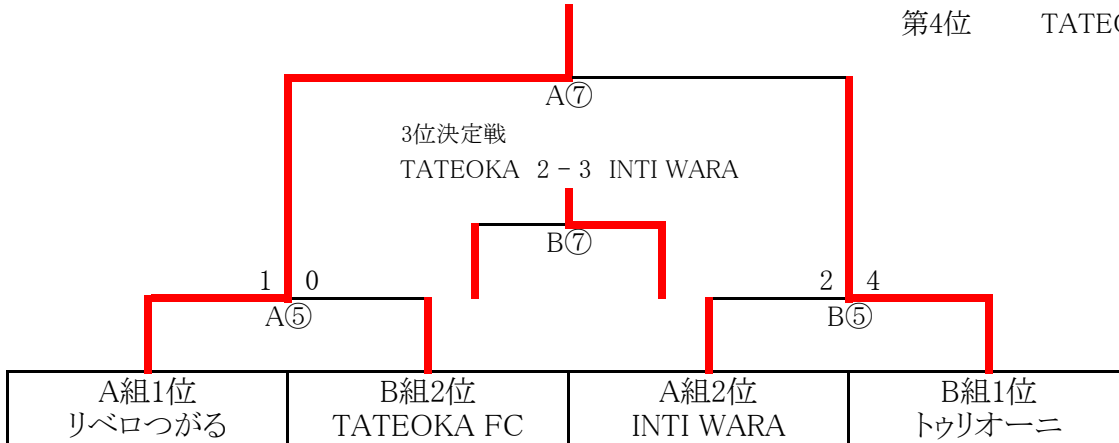 第4位 TATEO
A⑦
3位決定戦
TATEOKA 2－3 INTI WARA
B⑦
1 0
2 4
A⑤
B⑤
A組1位
リベロつがる
B組2位
TATEOKA FC
A組2位
INTI WARA
B組1位
トゥリオーニ